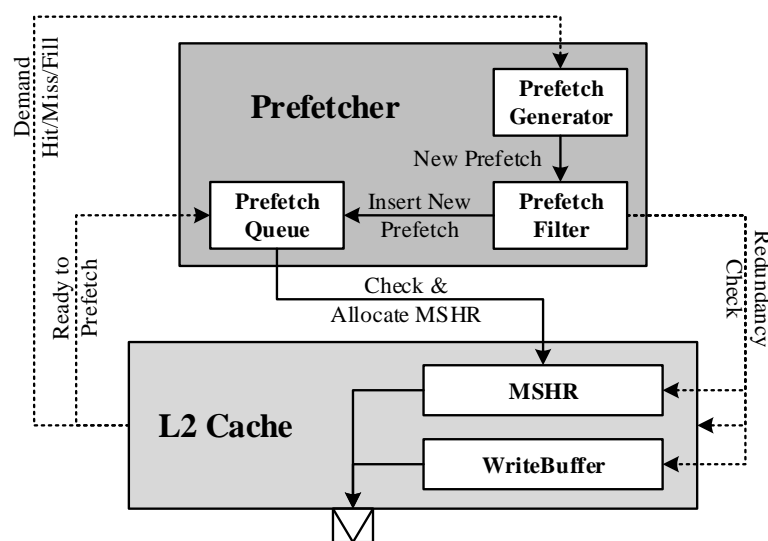 Demand
Hit/Miss/Fill
Prefetcher
Prefetch
Generator
New Prefetch
Prefetch
Queue
Insert New
Prefetch
Prefetch
Filter
Redundancy
Check
Ready to
Prefetch
Check &
Allocate MSHR
L2 Cache
MSHR
WriteBuffer